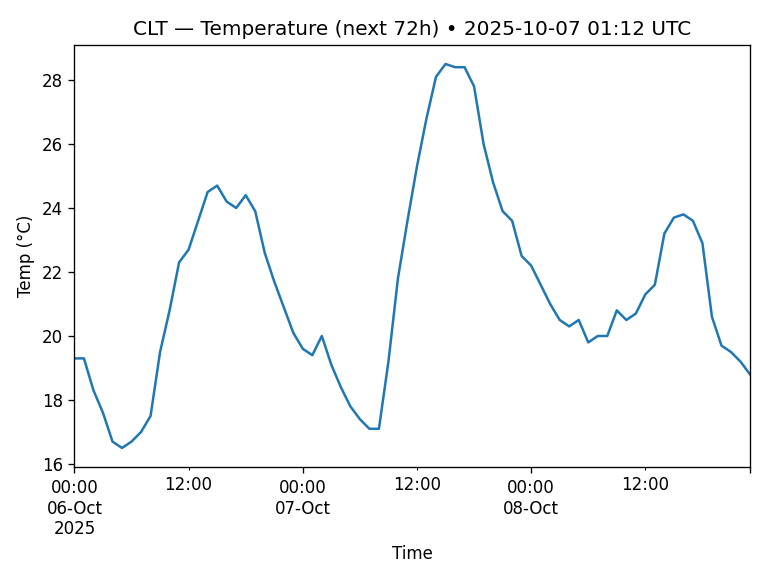 CLT — Temperature (next 72h) • 2025-10-07 01:12 UTC
28
26
24
22
20
18
16
Temp (°C)
00:00 12:00 00:00 12:00 00:00 12:00
06-Oct 07-Oct 08-Oct
2025
Time